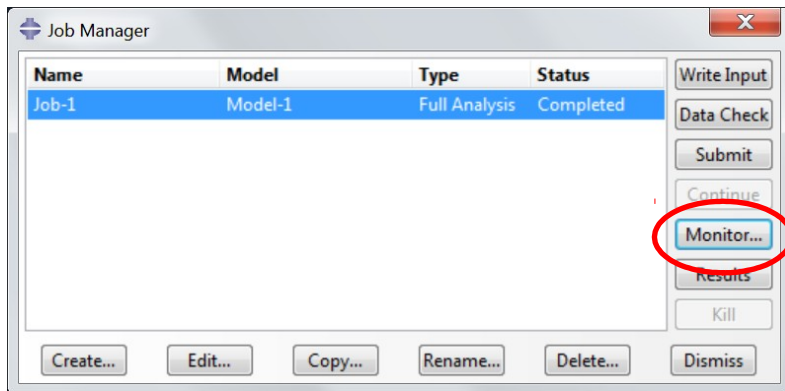 Job Manager
Name Model Type Status
Job-1 Model-1 Full Analysis Completed
Write Input
Data Check
Submit
Continue
Monitor...
Results
Kill
Create... Edit... Copy... Rename... Delete... Dismiss